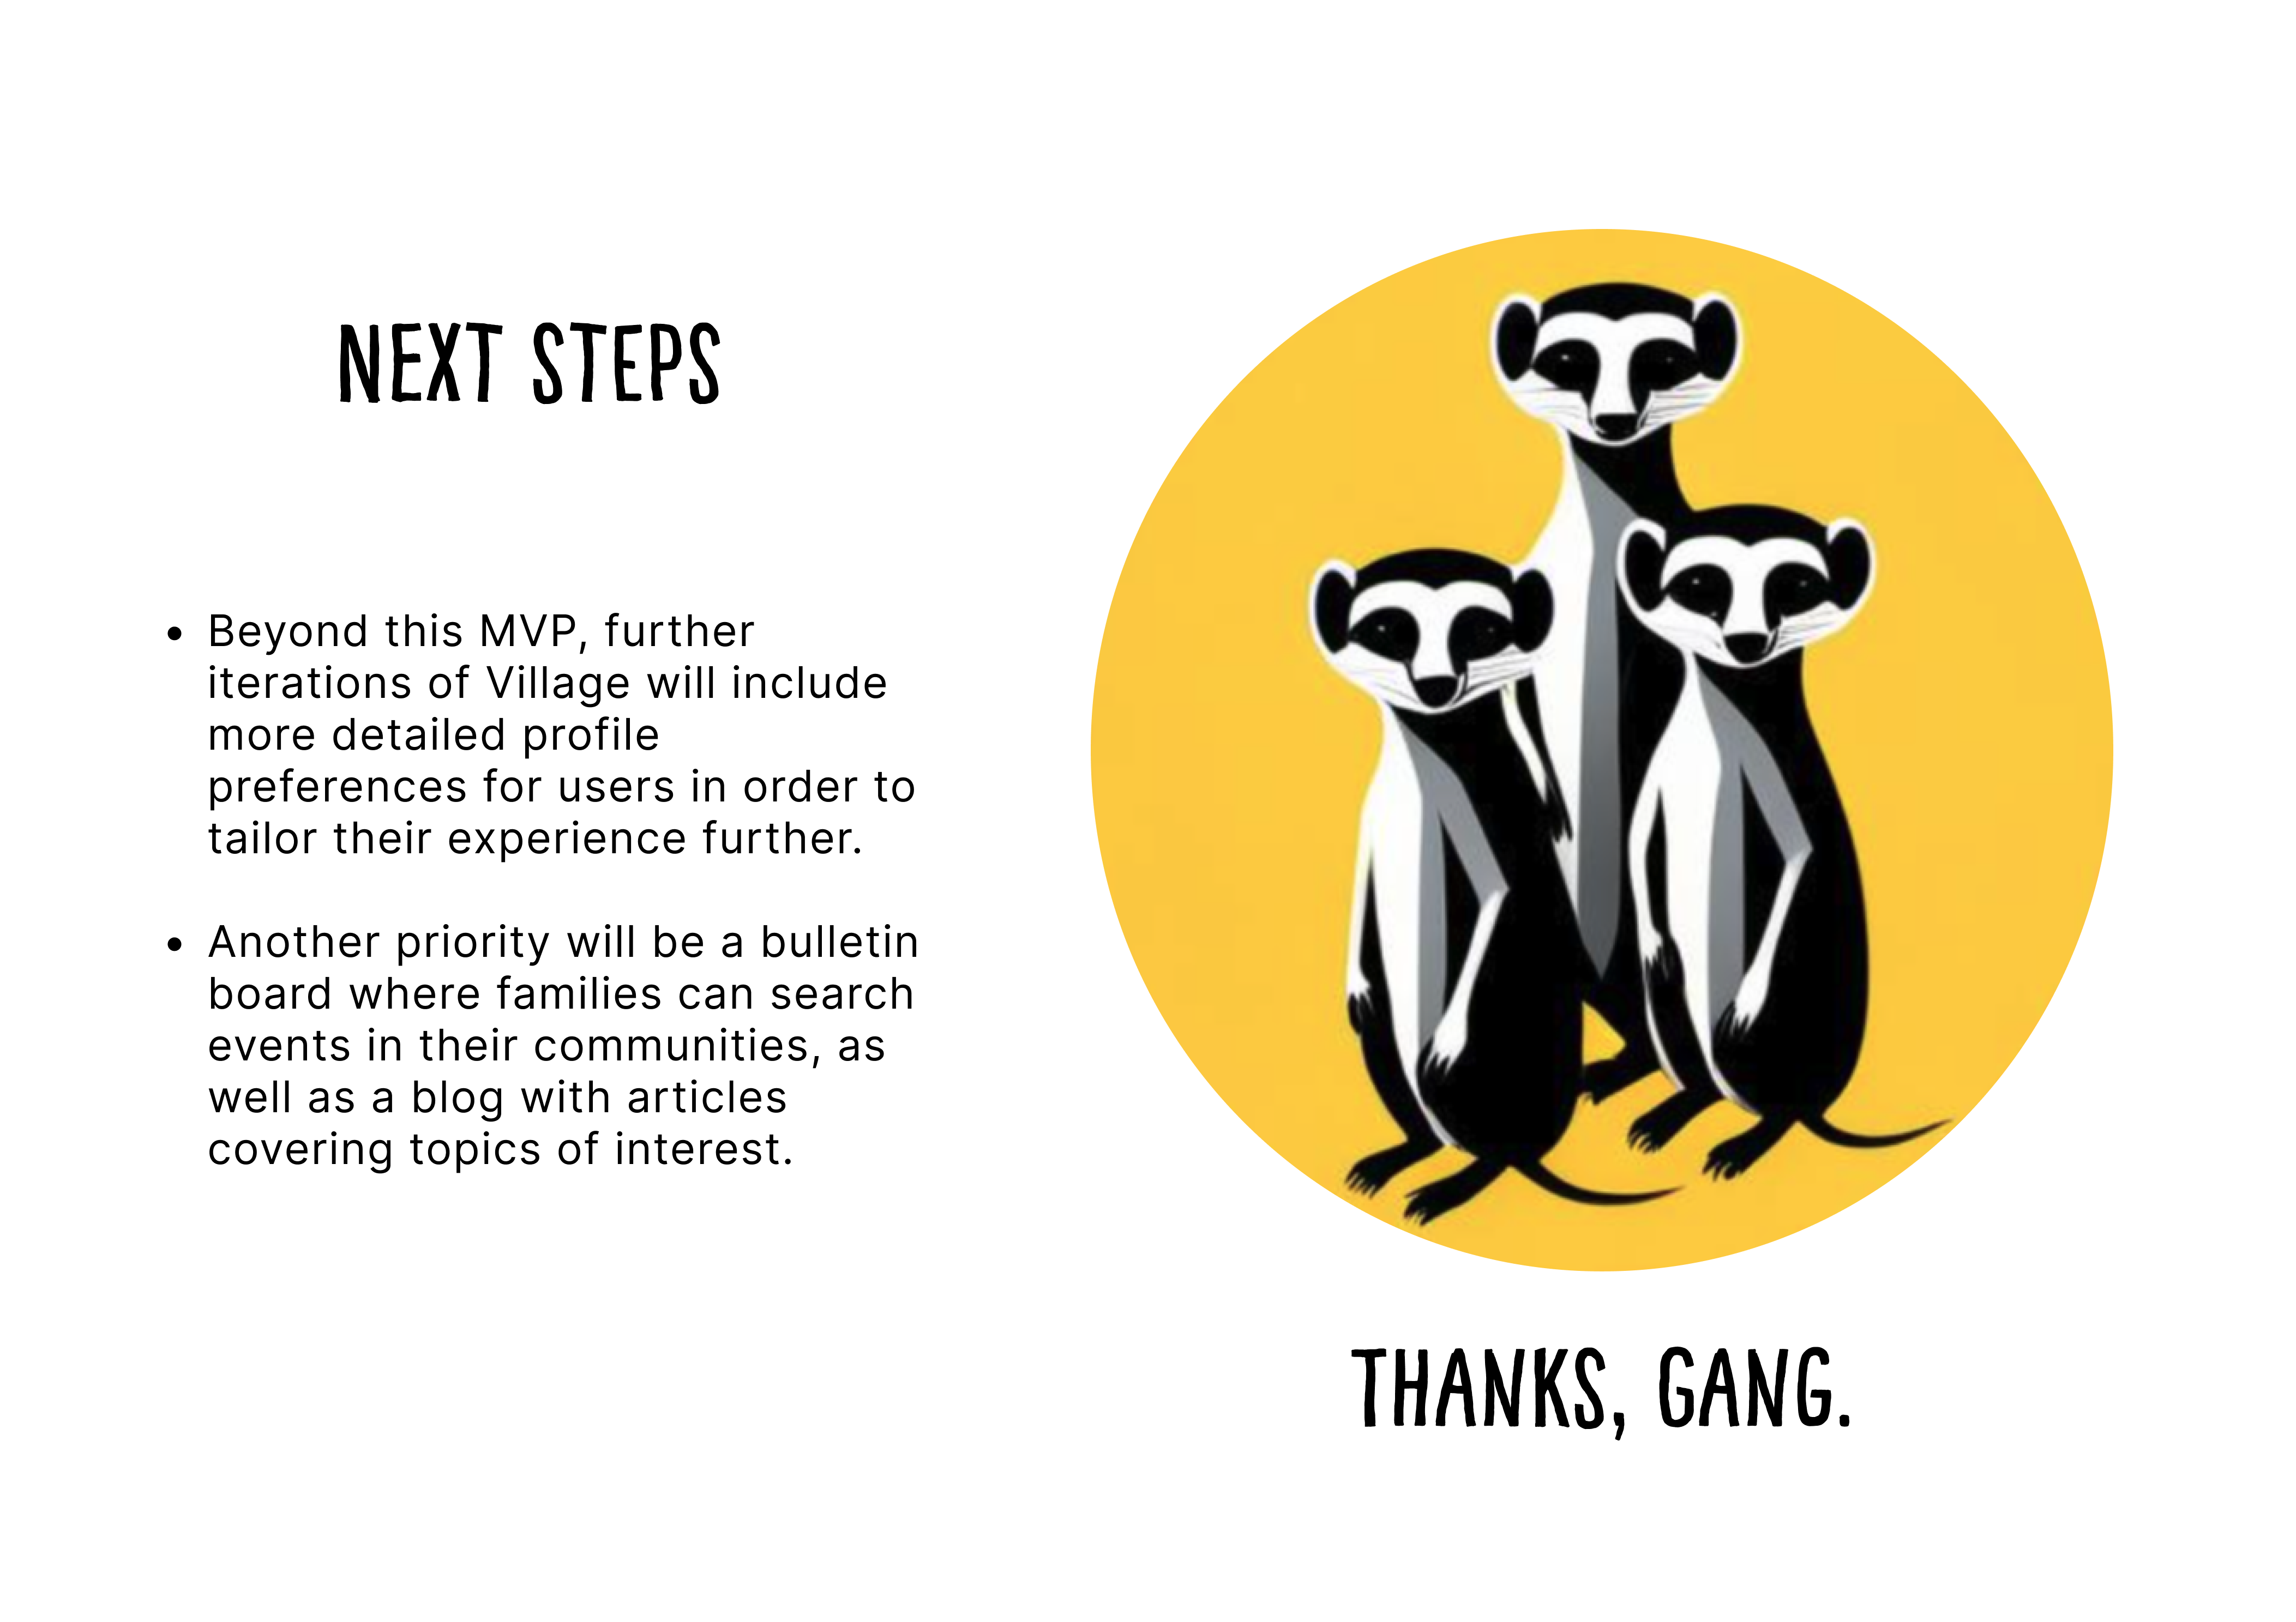 NEXT STEPS
• Beyond this MVP, further
iterations of Village will include
more detailed profile
preferences for users in order to
tailor their experience further.
• Another priority will be a bulletin
board where families can search
events in their communities, as
well as a blog with articles
covering topics of interest.
THANKS, GANG.